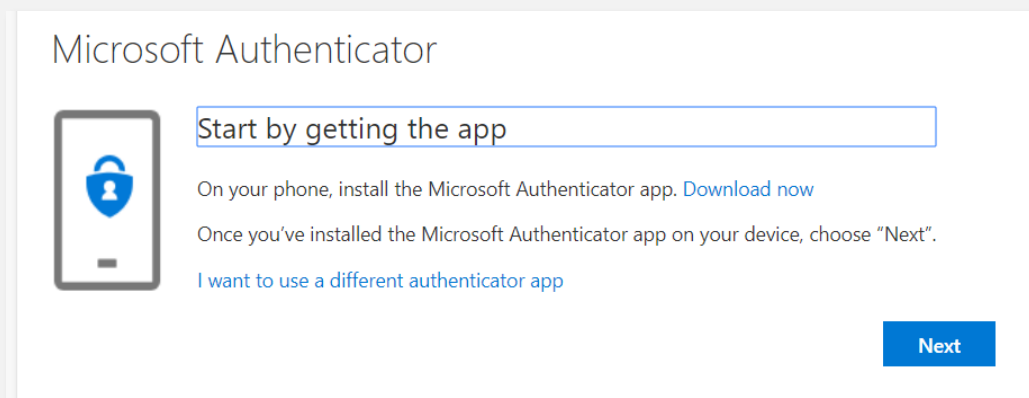 Microsoft Authenticator
Start by getting the app
On your phone, install the Microsoft Authenticator app. Download now
Once you've installed the Microsoft Authenticator app on your device, choose “Next”.
I want to use a different authenticator app
Next